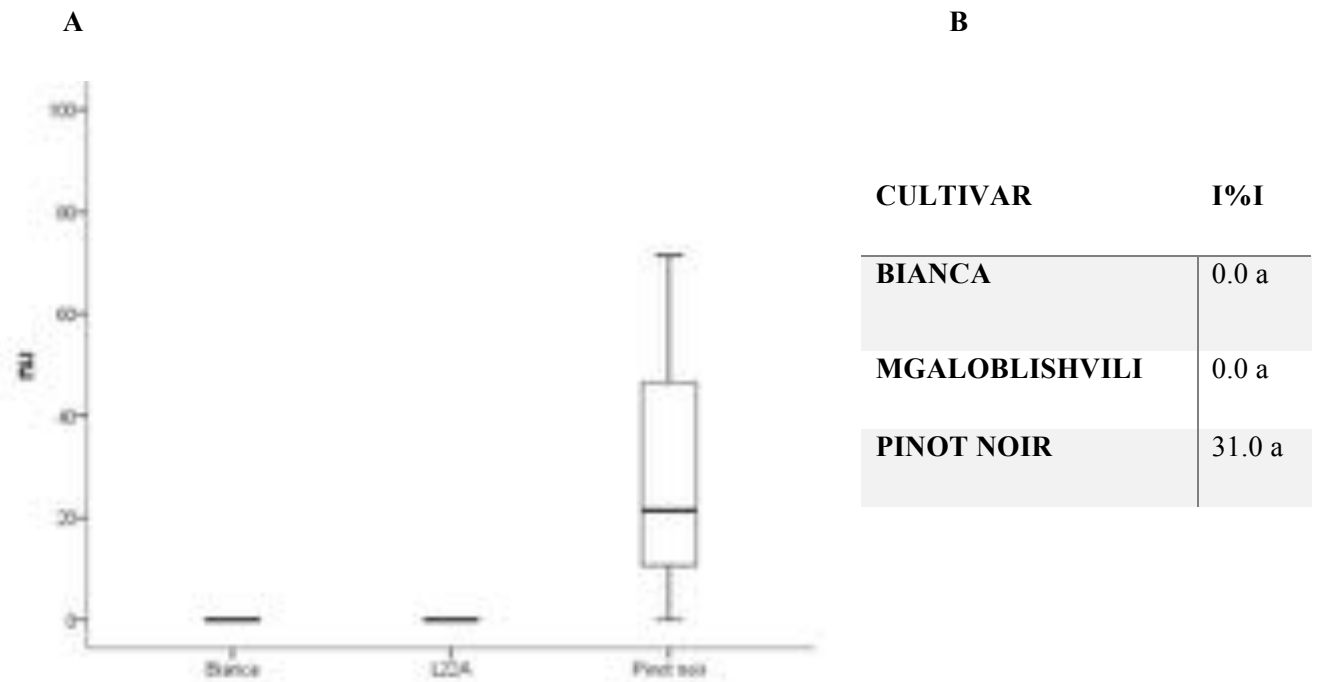 A
B
100
80
60
40
20
0
Bianca
Pinot noir
CULTIVAR I%I
BIANCA 0.0 a
MGALOBLISHVILI 0.0 a
PINOT NOIR 31.0 a